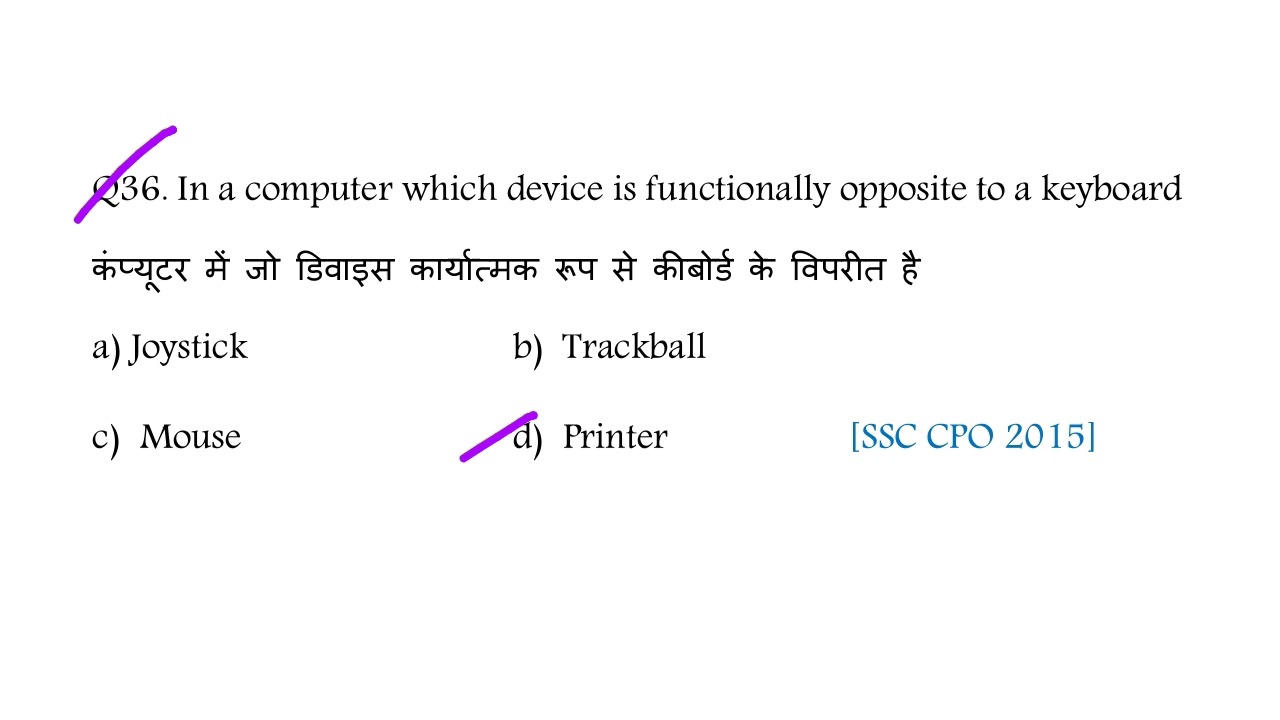 Q36. In a computer which device is functionally opposite to a keyboard
कंप्यूटर में जो डिवाइस कार्यात्मक रूप से कीबोर्ड के विपरीत है
a) Joystick b) Trackball
c) Mouse d) Printer [SSC CPO 2015]